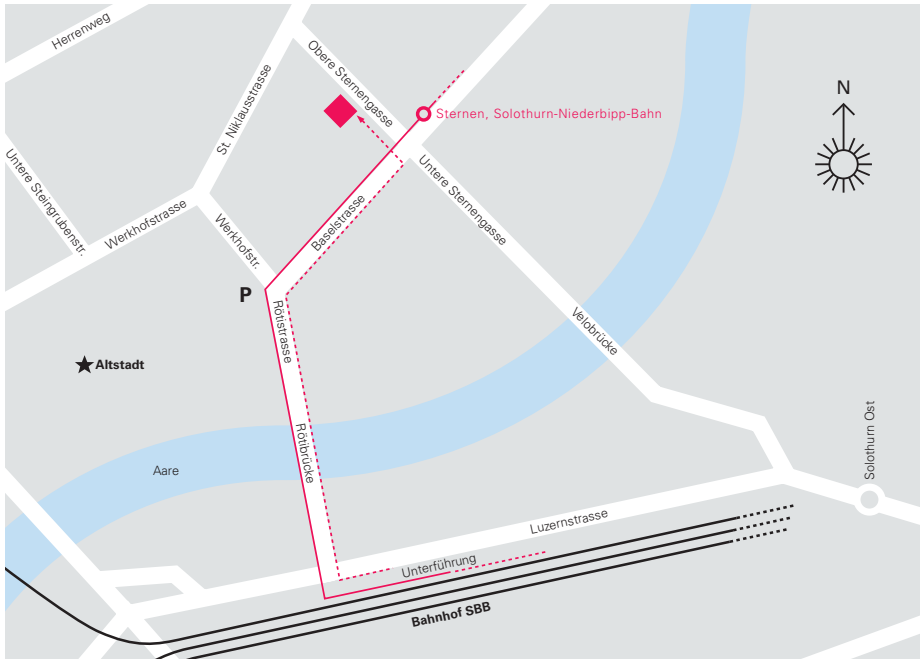 Herrenweg
Obere Sternengasse
St. Niklausstrasse
N
Sternen, Solothurn-Niederbipp-Bahn
Untere Steingrubenstr.
Werkhofstrasse
Werkhofstr.
Baselstrasse
Untere Sternengasse
P
Rötistrasse
Velobrücke
Altstadt
Rötibrücke
Aare
Solothurn Ost
Luzernstrasse
Unterführung
Bahnhof SBB